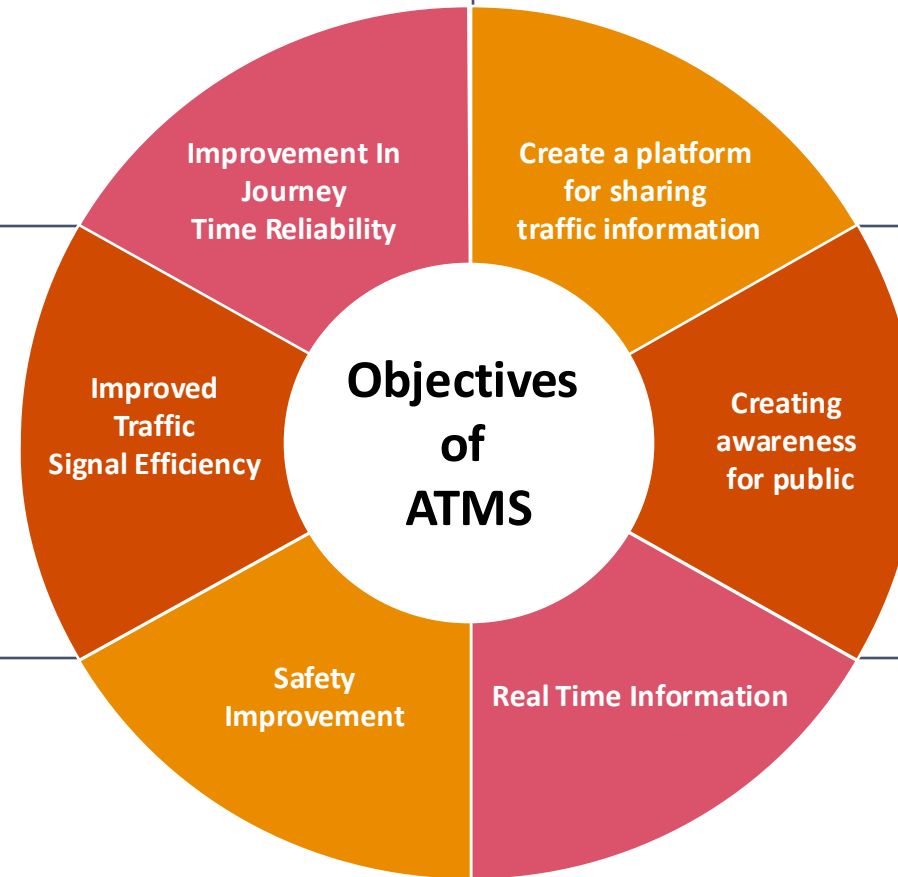 Improvement In
Journey
Time Reliability
Create a platform
for sharing
traffic information
Improved
Traffic
Signal Efficiency
Objectives
of
ATMS
Creating
awareness
for public
Safety
Improvement
Real Time Information